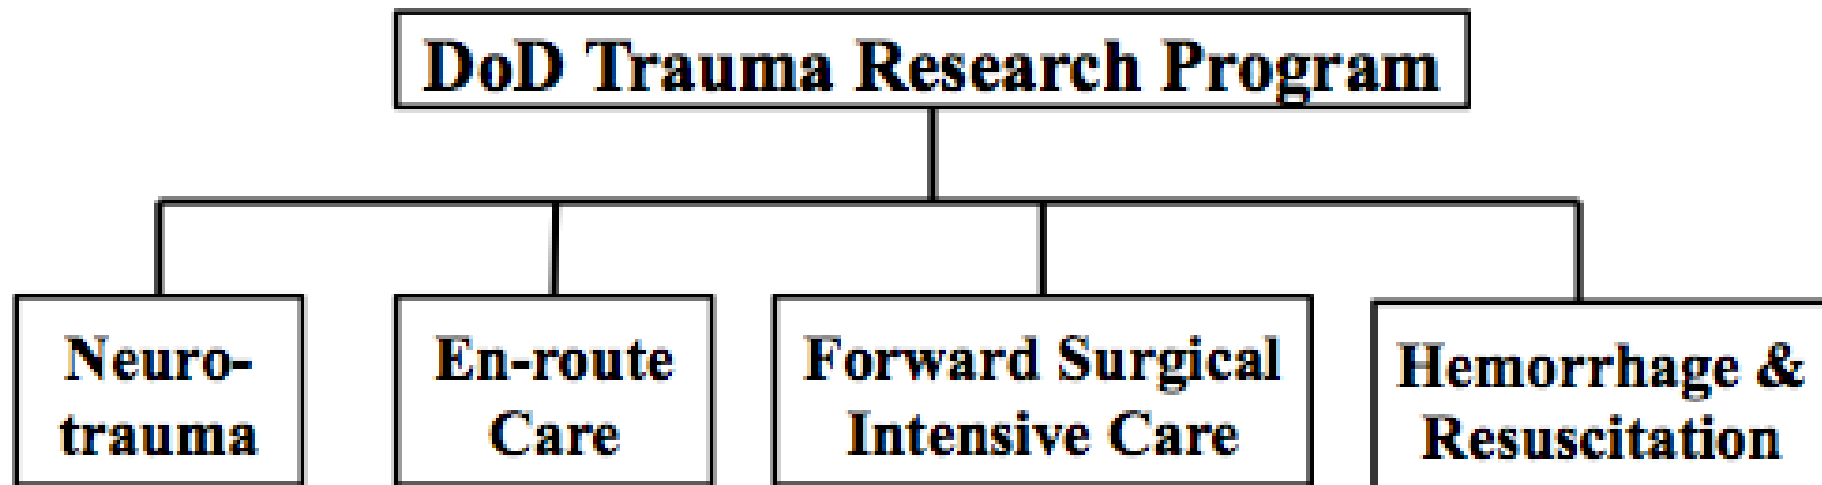 DoD Trauma Research Program
Neuro-
trauma
En-route
Care
Forward Surgical
Intensive Care
Hemorrhage &
Resuscitation